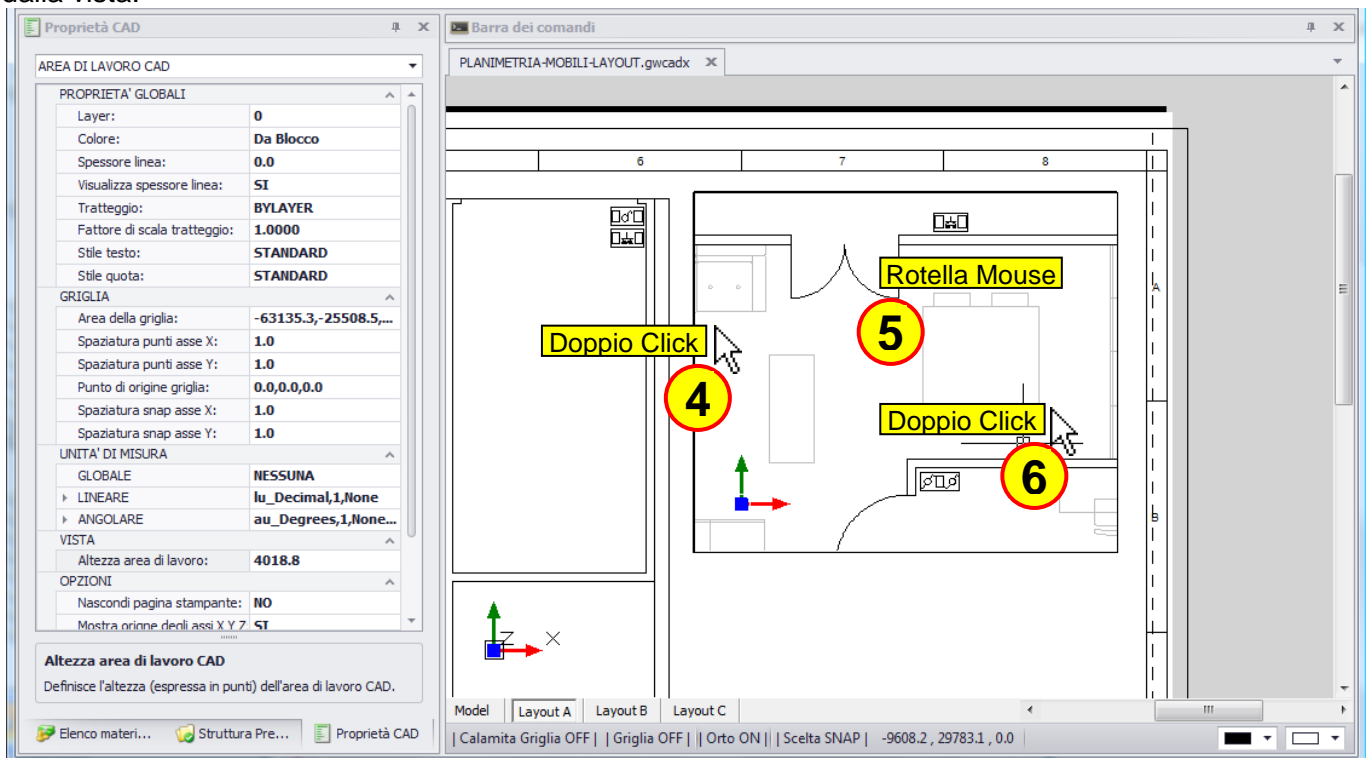 dalla vista.
Proprietà CAD
AREA DI LAVORO CAD
PROPRIETA' GLOBALI
Layer: 0
Colore: Da Blocco
Spessore linea: 0.0
Visualizza spessore linea: SI
Tratteggio: BYLAYER
Fattore di scala tratteggio: 1.0000
Stile testo: STANDARD
Stile quota: STANDARD
GRIGLIA
Area della griglia: -63135.3,-25508.5,...
Spaziatura punti asse X: 1.0
Spaziatura punti asse Y: 1.0
Punto di origine griglia: 0.0,0.0,0.0
Spaziatura snap asse X: 1.0
Spaziatura snap asse Y: 1.0
UNITA' DI MISURA
GLOBALE NESSUNA
LINEARE lu_Decimal,1,None
ANGOLARE au_Degrees,1,None...
VISTA
Altezza area di lavoro: 4018.8
OPZIONI
Nascondi pagina stampante: NO
Mostra origne degli assi X Y Z SI
Altezza area di lavoro CAD
Definisce l'altezza (espressa in punti) dell'area di lavoro CAD.
Elenco materi... Struttura Pre... Proprietà CAD
Barra dei comandi
PLANIMETRIA-MOBILI-LAYOUT.gwcadx
6 7 8
Rotella Mouse
A
5
Doppio Click
4
Doppio Click
6
B
Z X
Model Layout A Layout B Layout C
| Calamita Griglia OFF | | Griglia OFF | | Orto ON | | Scelta SNAP | -9608.2 , 29783.1 , 0.0